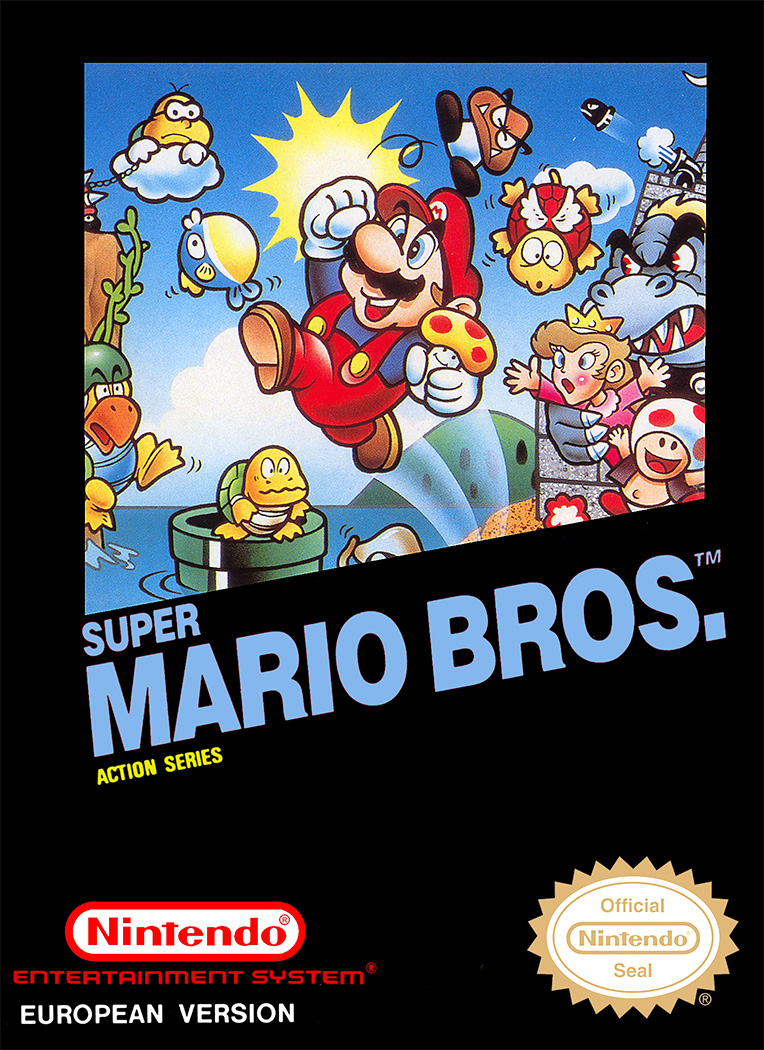 M
SUPER
MARIO BROS.™
ACTION SERIES
Nintendo®
ENTERTAINMENT SYSTEM®
EUROPEAN VERSION
Official
Nintendo®
Seal
®